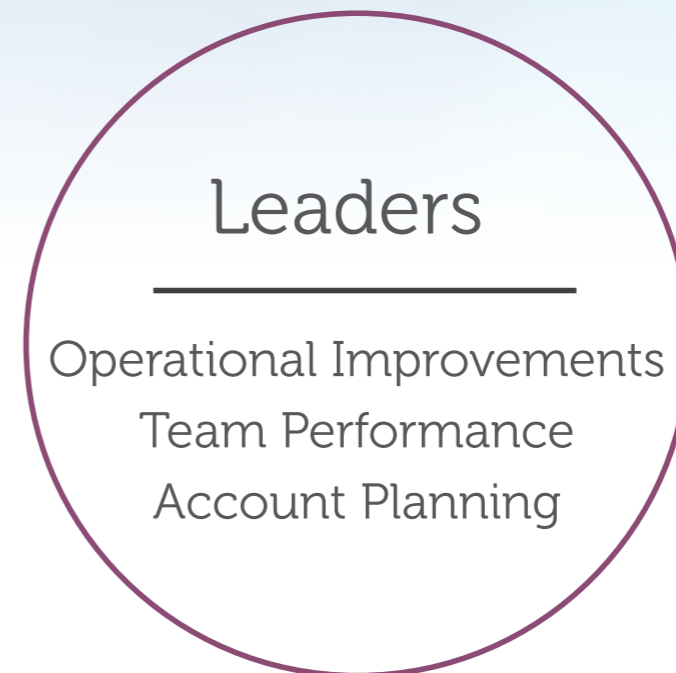 Leaders
Operational Improvements
Team Performance
Account Planning